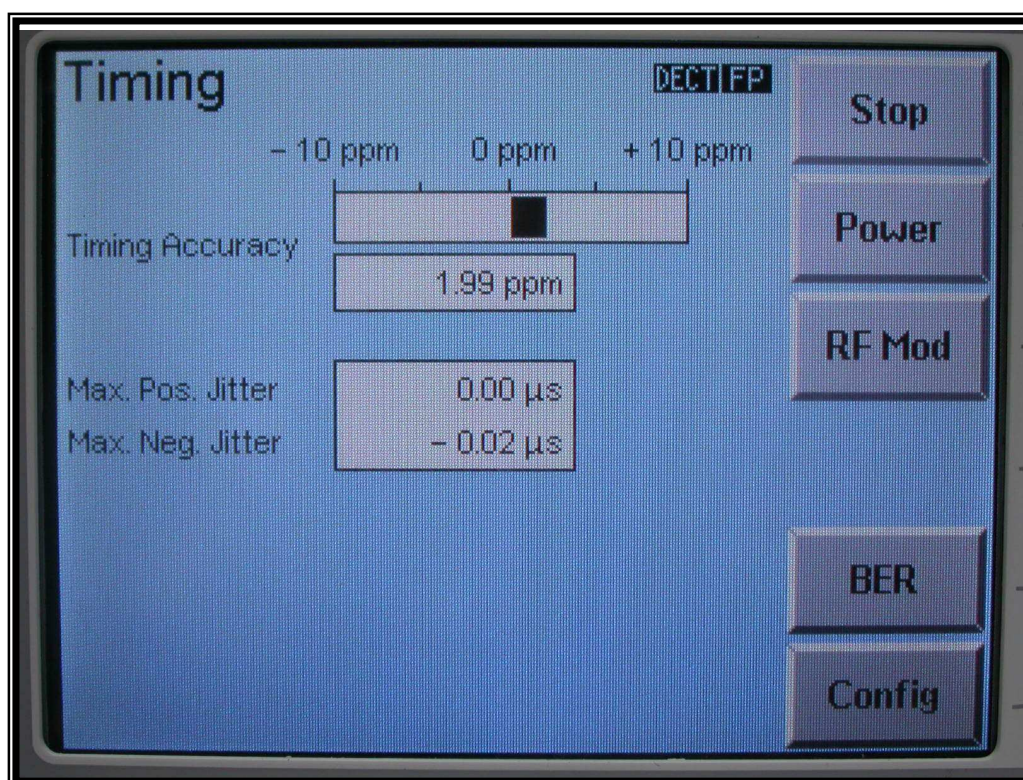 Timing
DECT FP
– 10 ppm 0 ppm + 10 ppm
Timing Accuracy
1.99 ppm
Max. Pos. Jitter 0.00 µs
Max. Neg. Jitter – 0.02 µs
Stop
Power
RF Mod
BER
Config